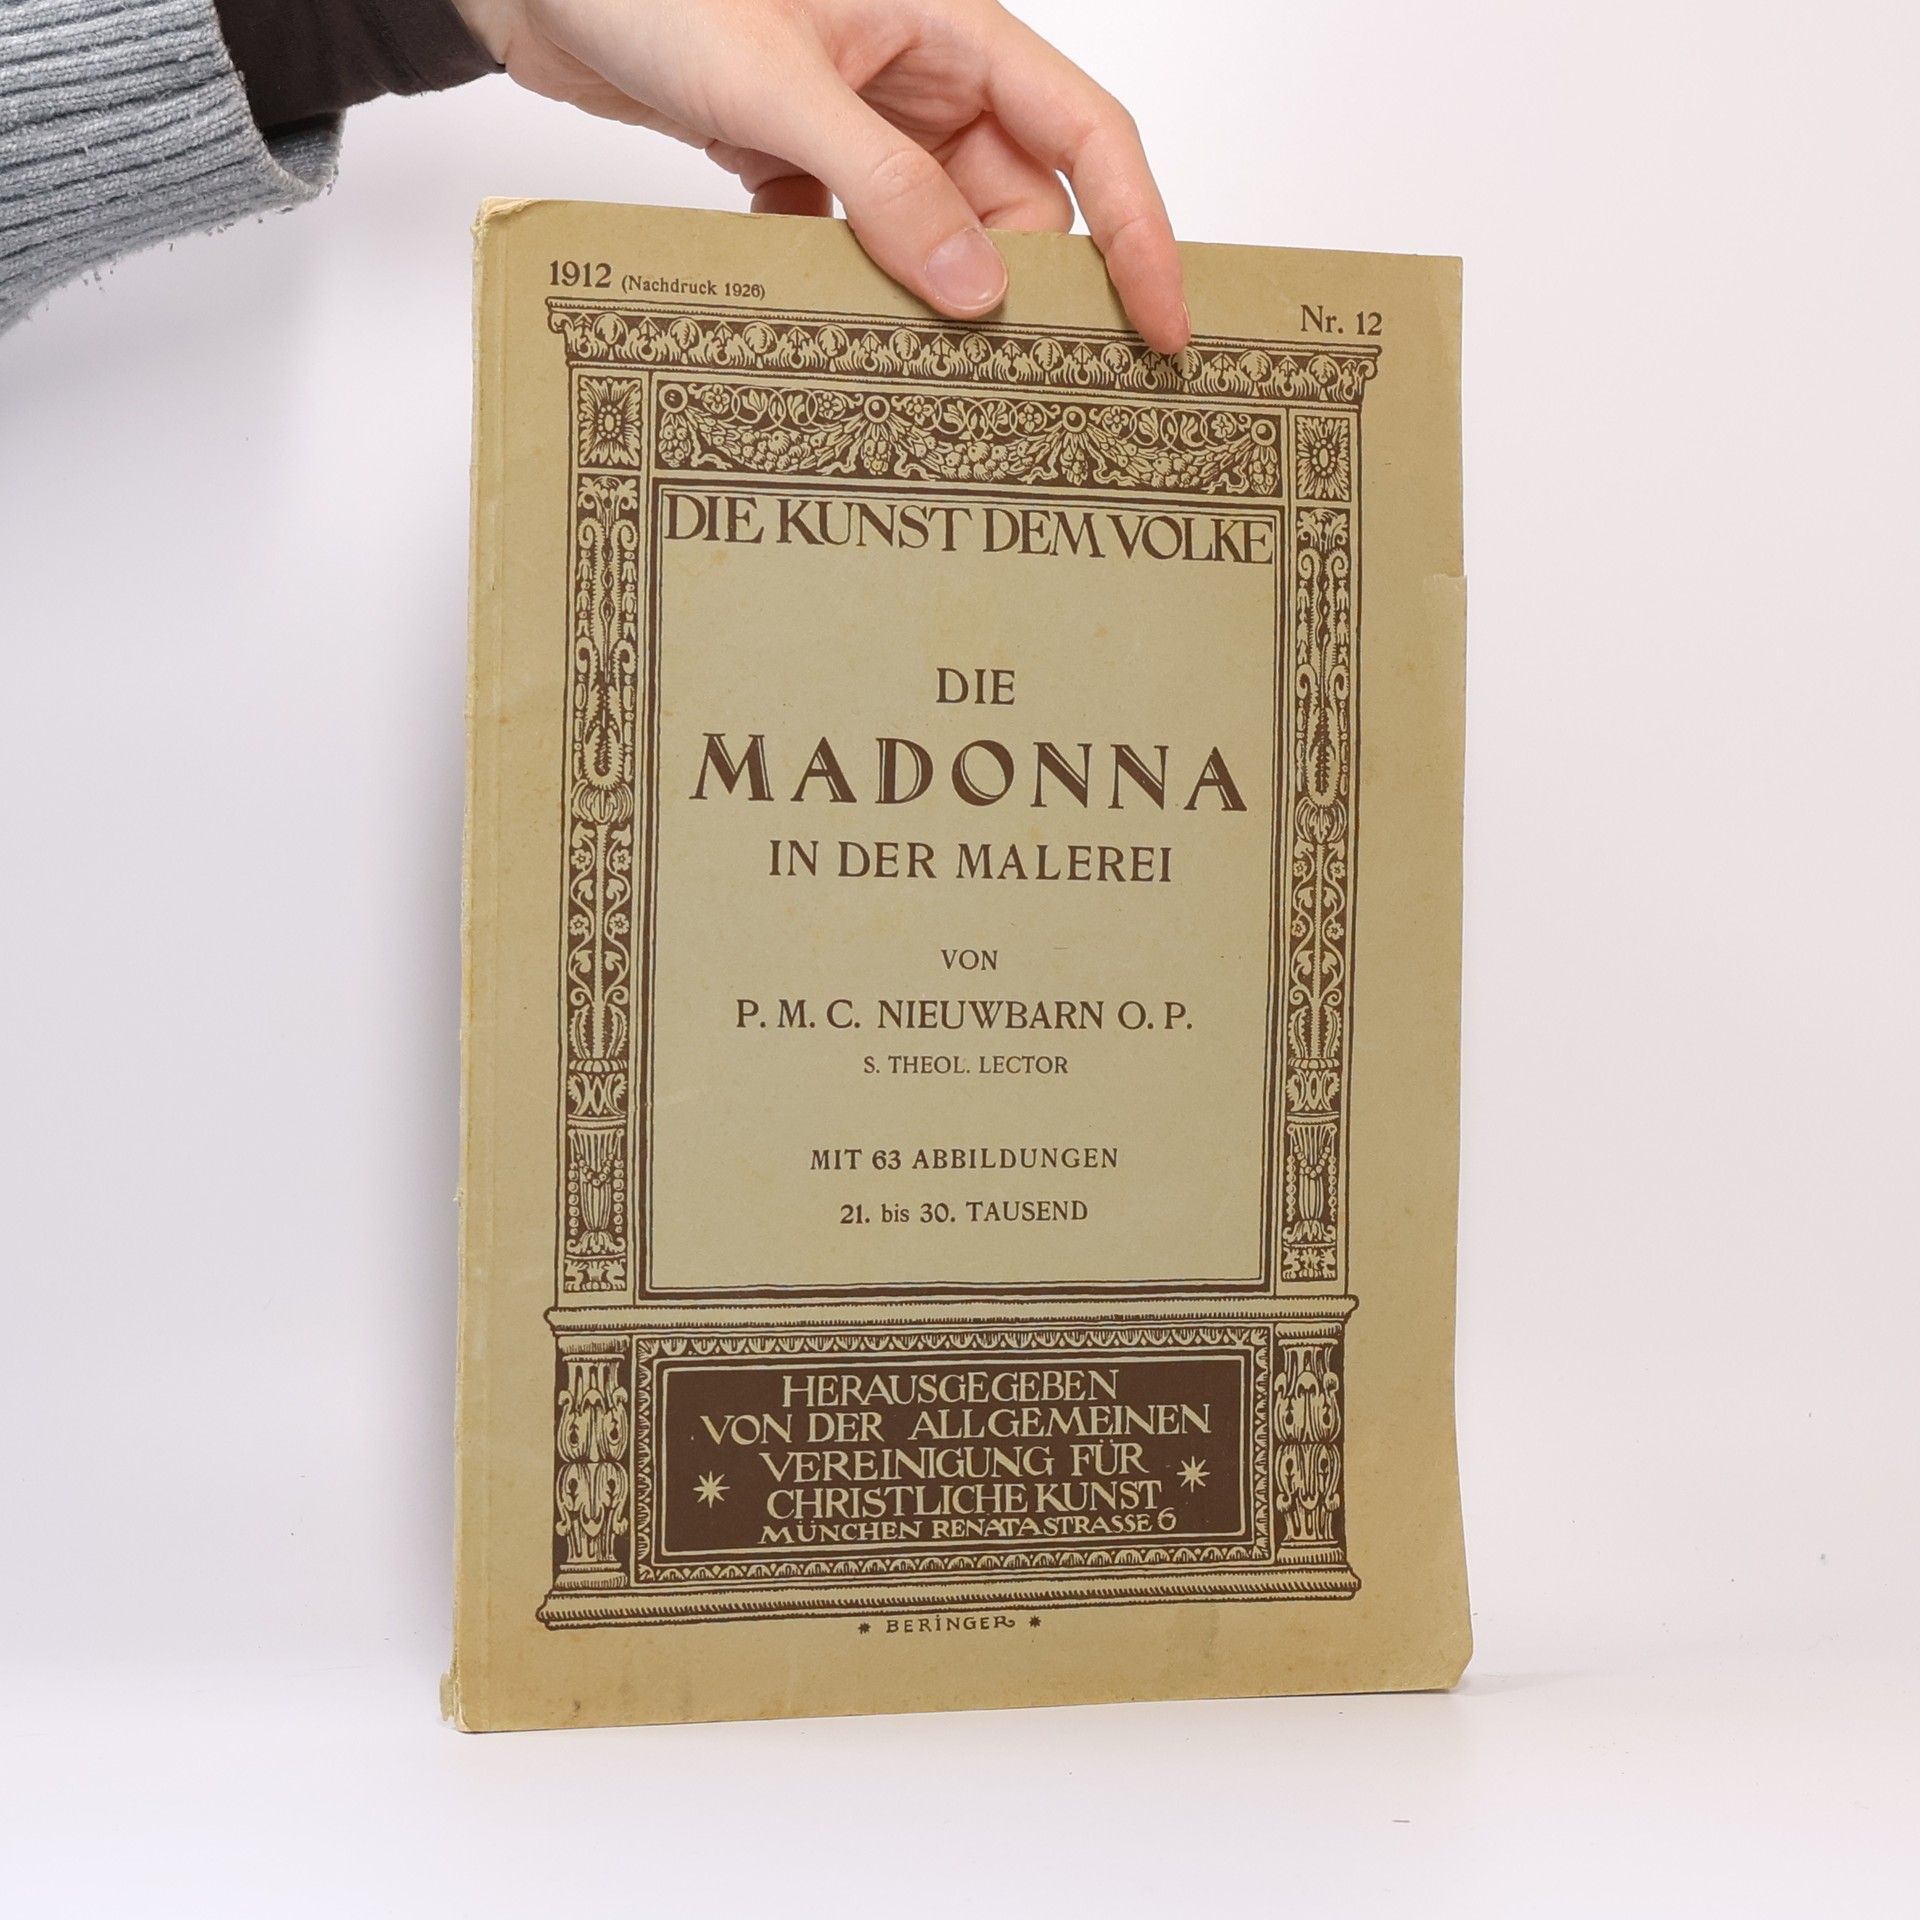 1912 (Nachdruck 1926)
Nr. 12
DIE KUNST DEM VOLKE
DIE
MADONNA
IN DER MALEREI
VON
P. M. C. NIEUWBARN O. P.
S. THEOL. LECTOR
MIT 63 ABBILDUNGEN
21. bis 30. TAUSEND
HERAUSGEGEBEN
VON DER ALLGEMEINEN
VEREINIGUNG FÜR
CHRISTLICHE KUNST
MÜNCHEN RENATASTRASSE 6
* BERINGER *